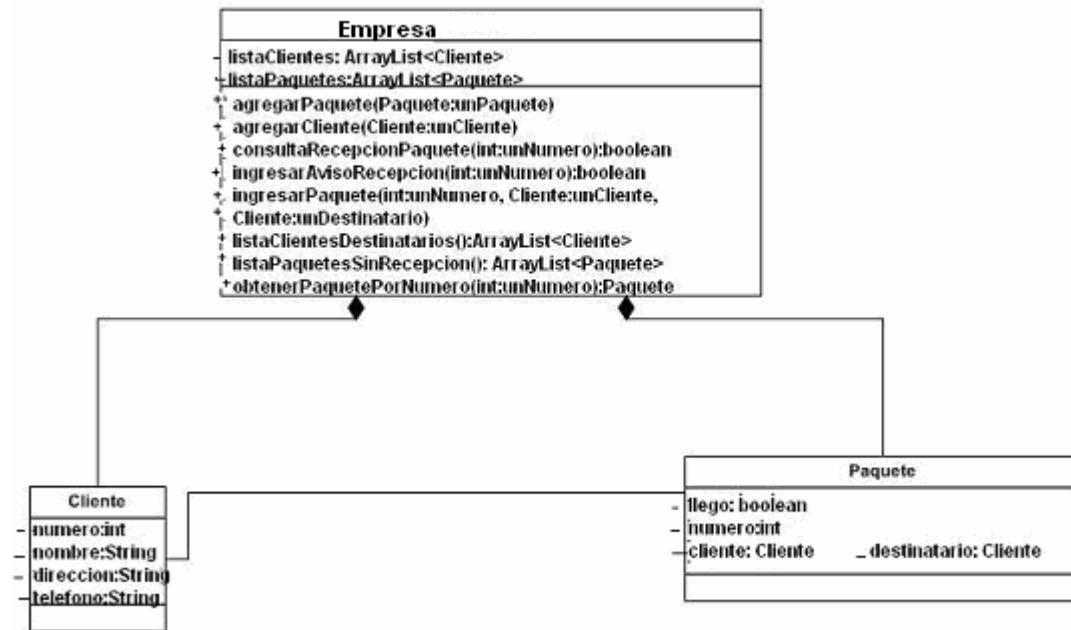 Empresa
- listaClientes: ArrayList<Cliente>
- listaPaquetes:ArrayList<Paquete>
+ agregarPaquete(Paquete:unPaquete)
+ agregarCliente(Cliente:unCliente)
+ consultaRecepcionPaquete(int:unNumero):boolean
+ ingresarAvisoRecepcion(int:unNumero):boolean
+ ingresarPaquete(int:unNumero, Cliente:unCliente,
+ Cliente:unDestinatario)
+ listaClientesDestinatarios():ArrayList<Cliente>
+ listaPaquetesSinRecepcion(): ArrayList<Paquete>
+ obtenerPaquetePorNumero(int:unNumero):Paquete
Cliente
- numero:int
- nombre:String
- direccion:String
- telefono:String
Paquete
- llego: boolean
- numero:int
- cliente: Cliente - destinatario: Cliente